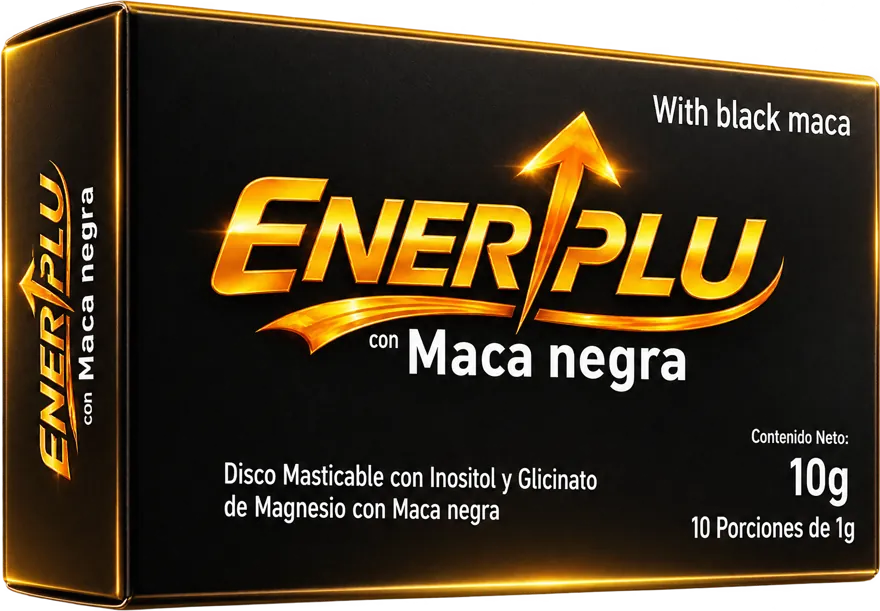 With black maca
ENERPLU
con Maca negra
Disco Masticable con Inositol y Glicinato
de Magnesio con Maca negra
Contenido Neto:
10g
10 Porciones de 1g
ENERPLU
con Maca negra